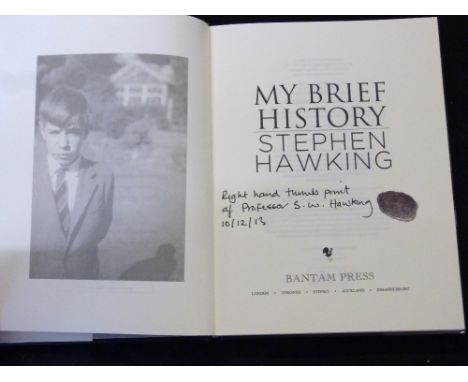 MY BRIEF
HISTORY
STEPHEN
HAWKING
Right hand thumb print
of Professor S. W. Hawking
10/12/13
BANTAM PRESS
LONDON • TORONTO • SYDNEY • AUCKLAND • JOHANNESBURG